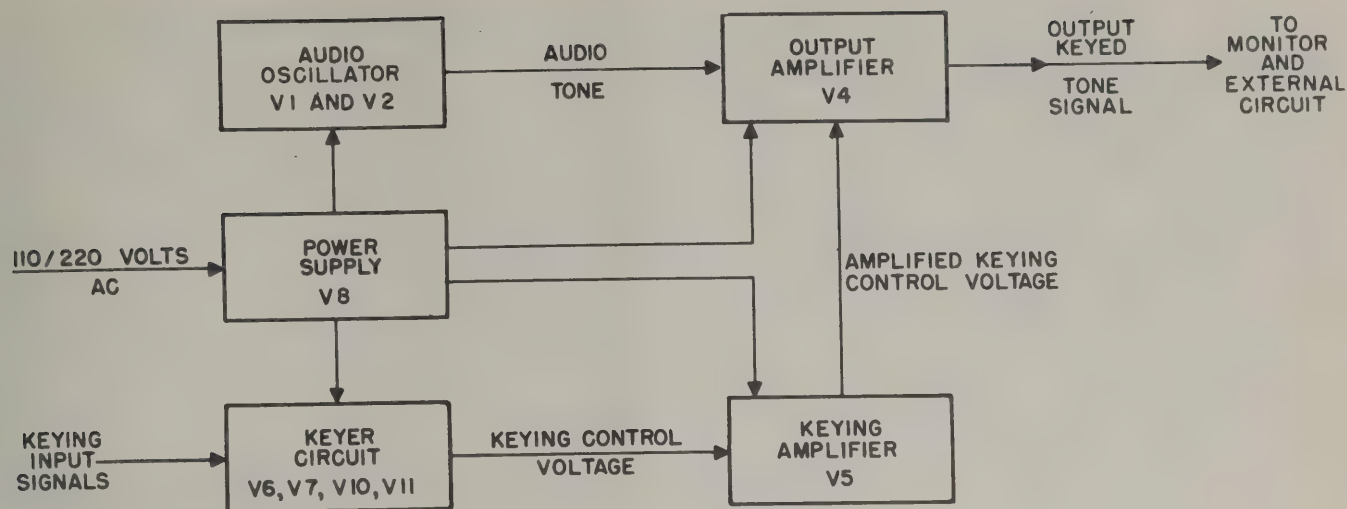 AUDIO
OSCILLATOR
V1 AND V2
AUDIO
TONE
OUTPUT
AMPLIFIER
V4
OUTPUT
KEYED
TONE
SIGNAL
TO
MONITOR
AND
EXTERNAL
CIRCUIT
110/220 VOLTS
AC
POWER
SUPPLY
V8
AMPLIFIED KEYING
CONTROL VOLTAGE
KEYING
INPUT
SIGNALS
KEYER
CIRCUIT
V6, V7, V10, V11
KEYING CONTROL
VOLTAGE
KEYING
AMPLIFIER
V5